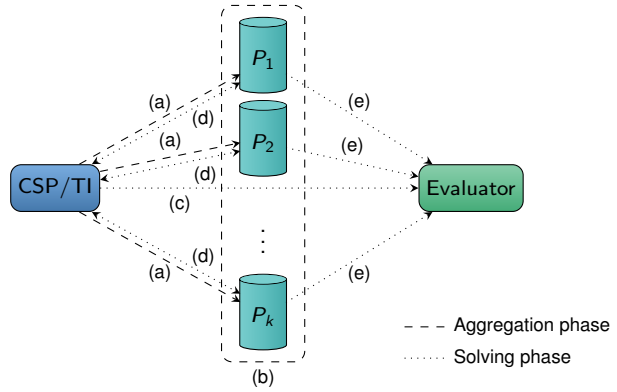 P1
(a)
(d)
(e)
(a)
P2
(e)
(d)
CSP/TI
Evaluator
(c)
⋮
(d)
(a)
(e)
Pk
Aggregation phase
Solving phase
(b)